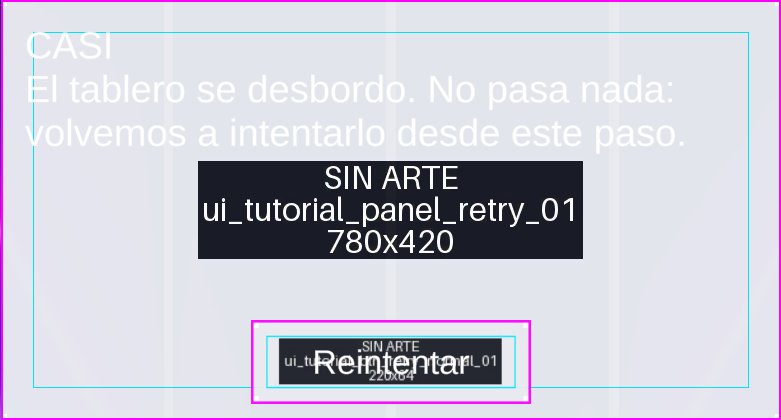 CASI
El tablero se desbordo. No pasa nada:
volvemos a intentarlo desde este paso.
SIN ARTE
ui_tutorial_panel_retry_01
780x420
SIN ARTE
Reintentar
220x64